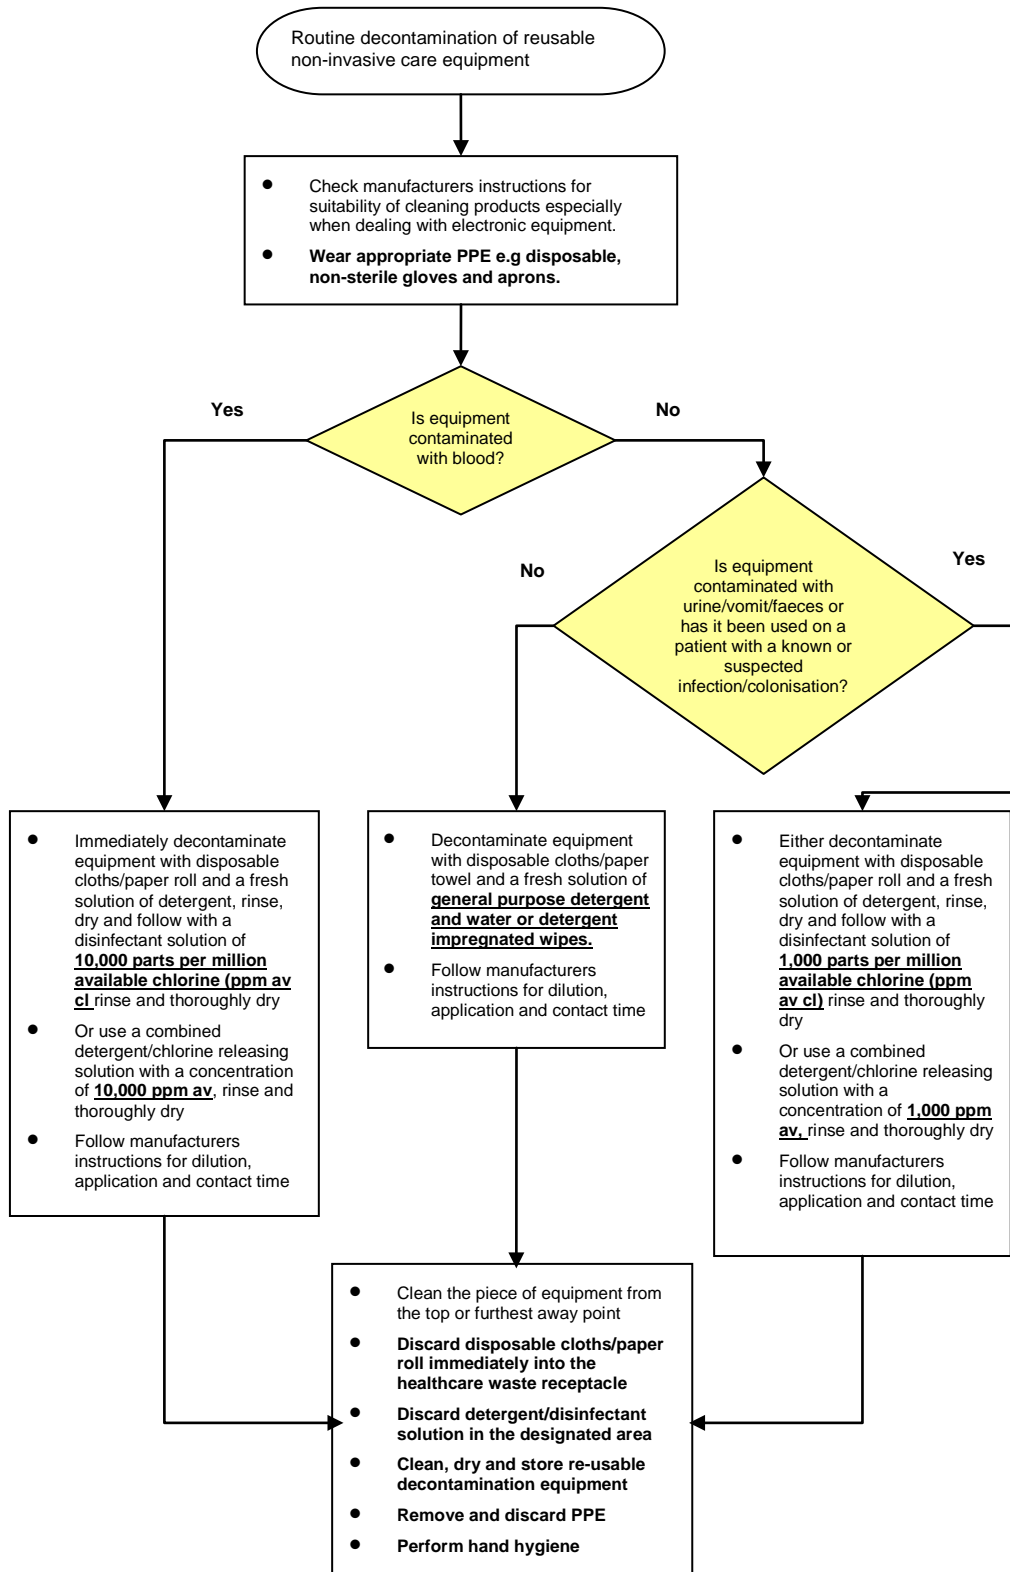 Routine decontamination of reusable
non-invasive care equipment
● Check manufacturers instructions for
suitability of cleaning products especially
when dealing with electronic equipment.
● Wear appropriate PPE e.g disposable,
non-sterile gloves and aprons.
Yes
Is equipment
contaminated
with blood?
No
No
Is equipment
contaminated with
urine/vomit/faeces or
has it been used on a
patient with a known or
suspected
infection/colonisation?
Yes
● Immediately decontaminate
equipment with disposable
cloths/paper roll and a fresh
solution of detergent, rinse,
dry and follow with a
disinfectant solution of
10,000 parts per million
available chlorine (ppm av
cl rinse and thoroughly dry
● Or use a combined
detergent/chlorine releasing
solution with a concentration
of 10,000 ppm av, rinse and
thoroughly dry
● Follow manufacturers
instructions for dilution,
application and contact time
● Decontaminate equipment
with disposable cloths/paper
towel and a fresh solution of
general purpose detergent
and water or detergent
impregnated wipes.
● Follow manufacturers
instructions for dilution,
application and contact time
● Either decontaminate
equipment with disposable
cloths/paper roll and a fresh
solution of detergent, rinse,
dry and follow with a
disinfectant solution of
1,000 parts per million
available chlorine (ppm
av cl) rinse and thoroughly
dry
● Or use a combined
detergent/chlorine releasing
solution with a
concentration of 1,000 ppm
av, rinse and thoroughly dry
● Follow manufacturers
instructions for dilution,
application and contact time
● Clean the piece of equipment from
the top or furthest away point
● Discard disposable cloths/paper
roll immediately into the
healthcare waste receptacle
● Discard detergent/disinfectant
solution in the designated area
● Clean, dry and store re-usable
decontamination equipment
● Remove and discard PPE
● Perform hand hygiene